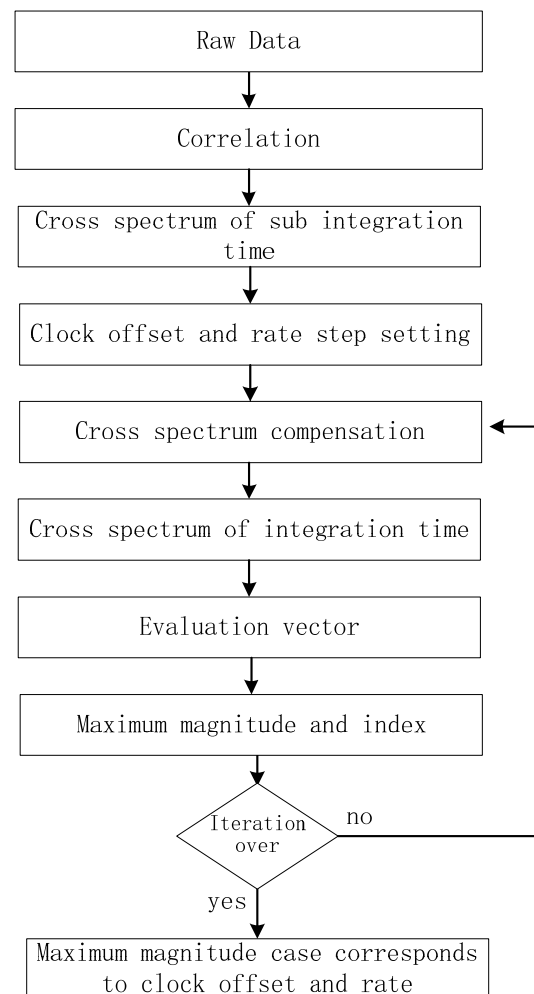 Raw Data
Correlation
Cross spectrum of sub integration
time
Clock offset and rate step setting
Cross spectrum compensation
Cross spectrum of integration time
Evaluation vector
Maximum magnitude and index
Iteration
over
no
yes
Maximum magnitude case corresponds
to clock offset and rate